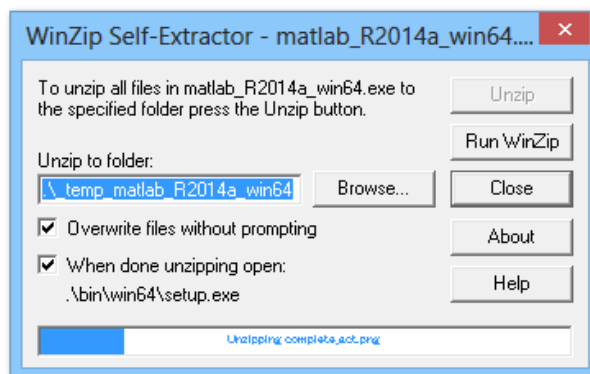 WinZip Self-Extractor - matlab_R2014a_win64....
To unzip all files in matlab_R2014a_win64.exe to
the specified folder press the Unzip button.
Unzip to folder:
.\_temp_matlab_R2014a_win64
Browse...
Overwrite files without prompting
When done unzipping open:
.\bin\win64\setup.exe
Unzip
Run WinZip
Close
About
Help
Unzipping complete_act.png